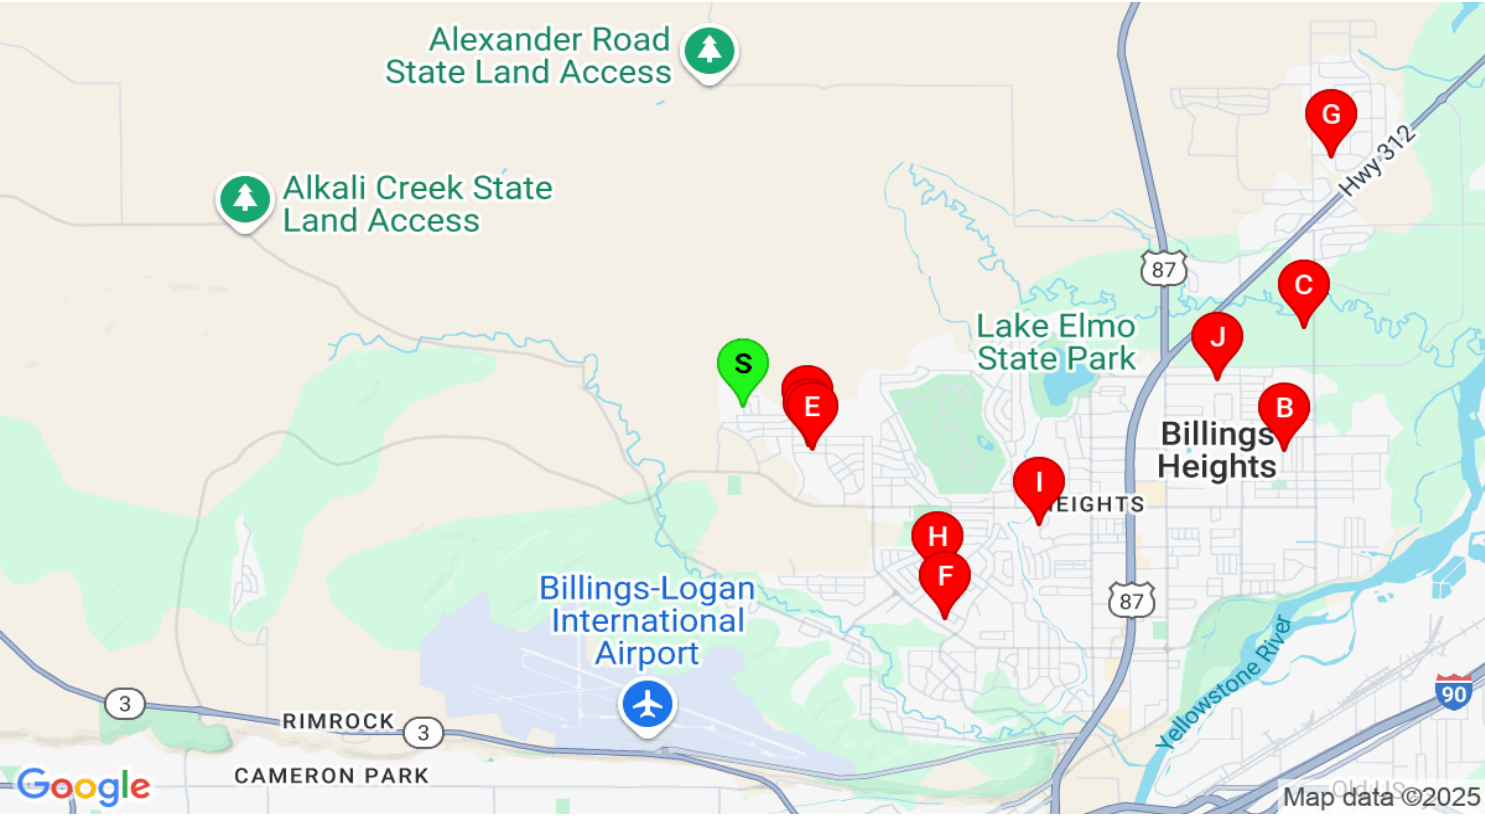 Alexander Road
State Land Access
G
Hwy 312
Alkali Creek State
Land Access
87
C
Lake Elmo
State Park
J
S
E
B
Billings
Heights
I
HEIGHTS
H
F
Billings-Logan
International
Airport
87
Yellowstone River
90
3
RIMROCK
3
CAMERON PARK
Google
Map data ©2025